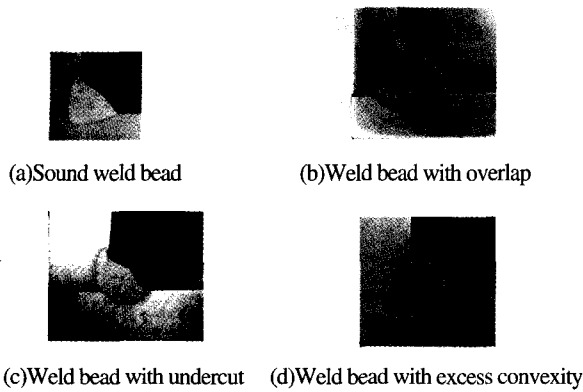 (a)Sound weld bead
(b)Weld bead with overlap
(c)Weld bead with undercut
(d)Weld bead with excess convexity